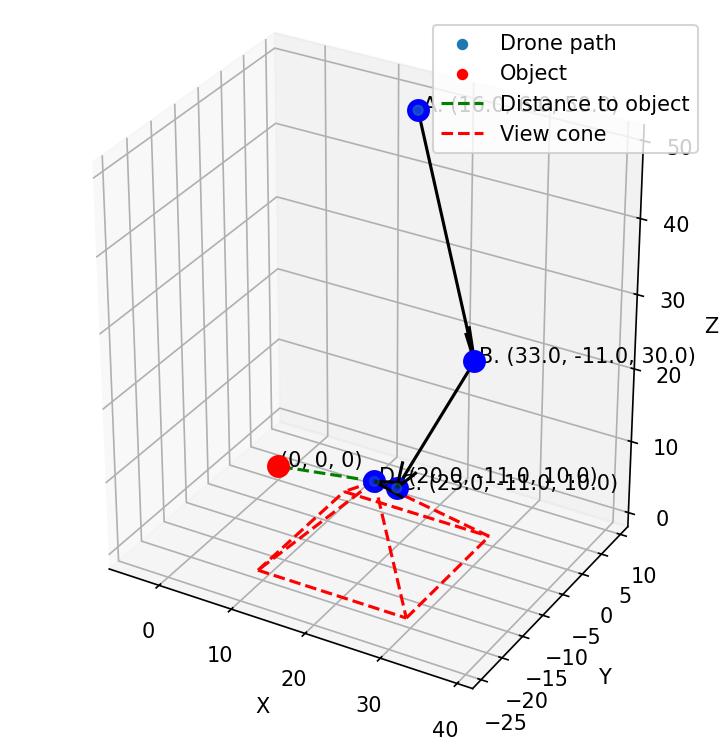 Drone path
Object
Distance to object
View cone
A. (16.0,
50
40
30
20
10
0
Z
B. (33.0, -11.0, 30.0)
(0, 0, 0)
D. (20.0, -11.0, 10.0)
C. (23.0, -11.0, 10.0)
0
10
20
30
40
X
10
5
0
−5
−10
−15
−20
−25
Y